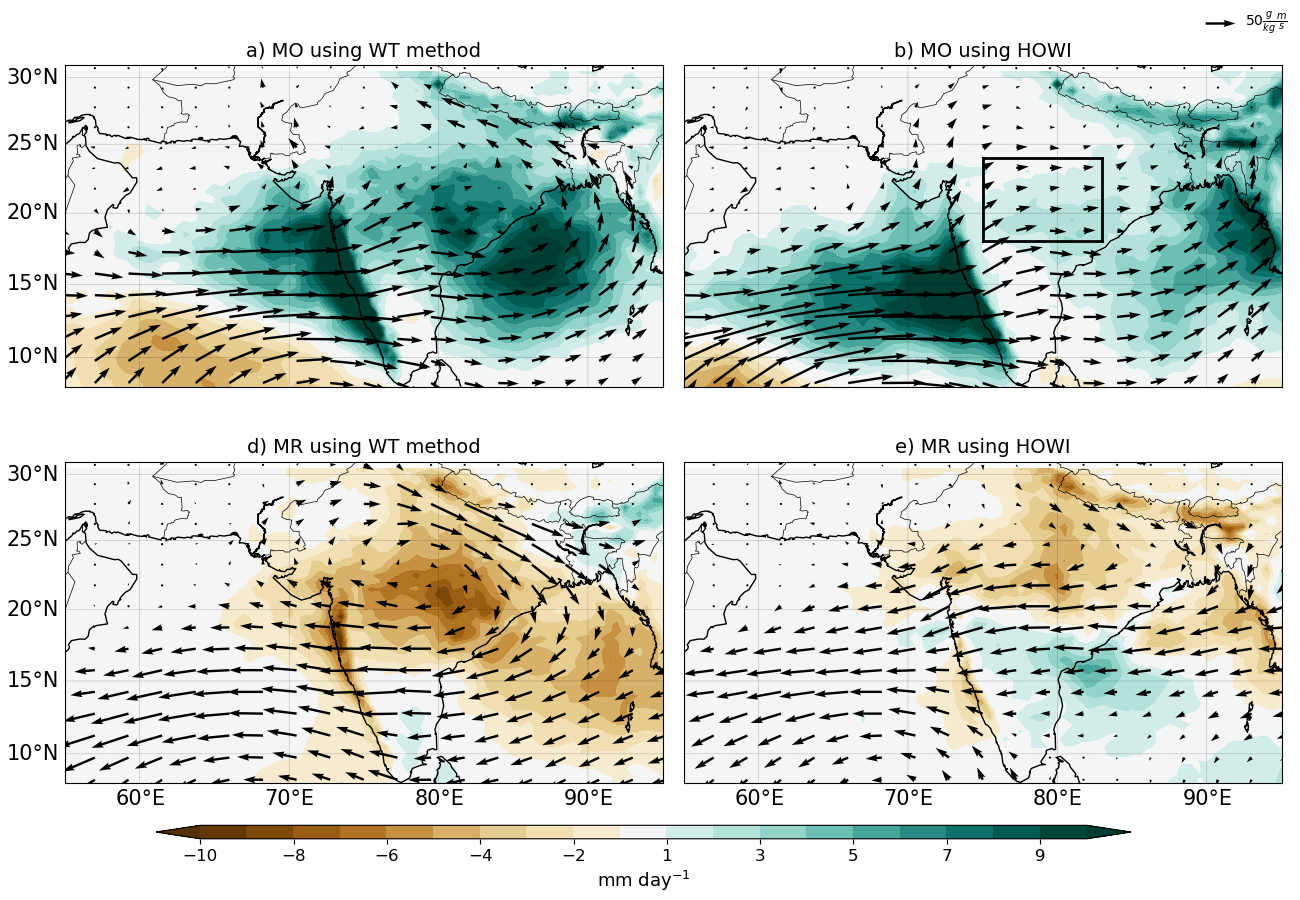 50 g/kg m/s
a) MO using WT method
b) MO using HOWI
30°N
25°N
20°N
15°N
10°N
d) MR using WT method
e) MR using HOWI
30°N
25°N
20°N
15°N
10°N
60°E 70°E 80°E 90°E 60°E 70°E 80°E 90°E
−10 −8 −6 −4 −2 1 3 5 7 9
mm day⁻¹